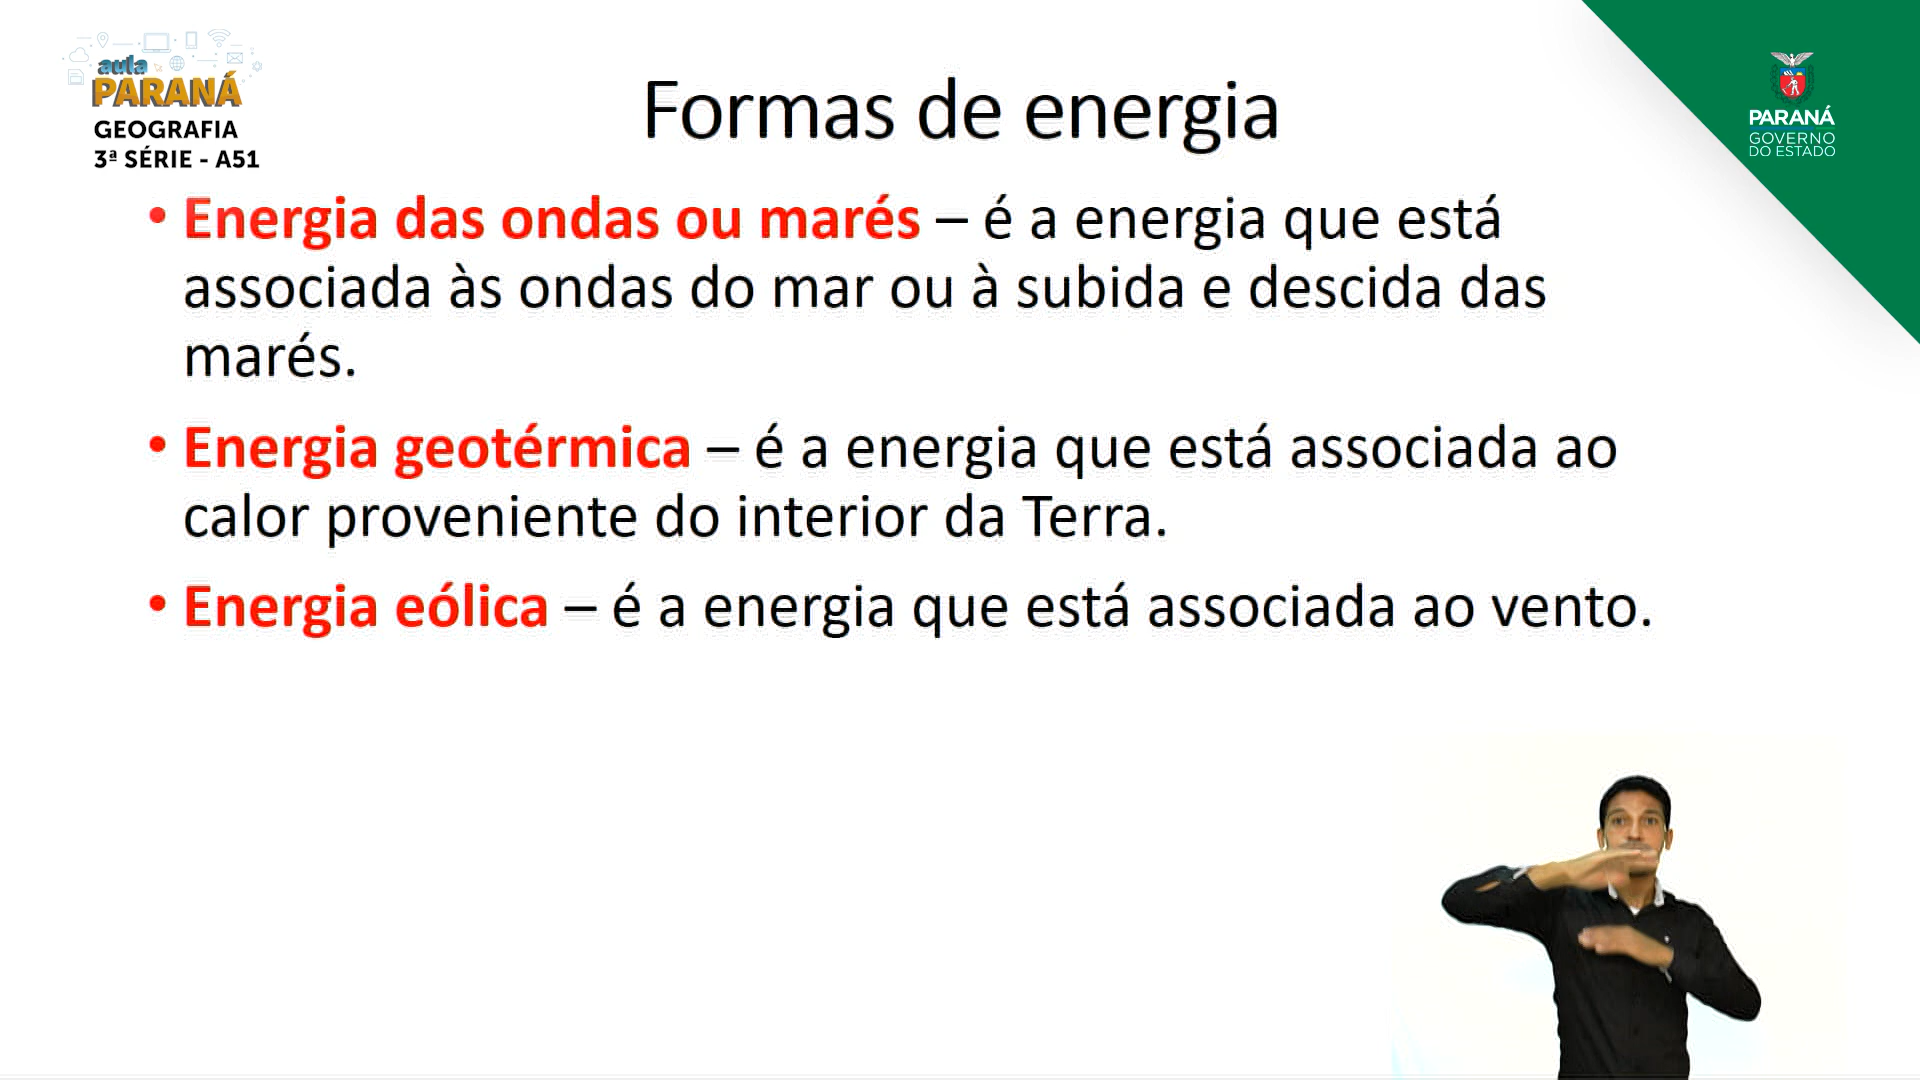 aula
PARANÁ
GEOGRAFIA
3ª SÉRIE - A51
Formas de energia
PARANÁ
GOVERNO
DO ESTADO
• Energia das ondas ou marés – é a energia que está
associada às ondas do mar ou à subida e descida das
marés.
• Energia geotérmica – é a energia que está associada ao
calor proveniente do interior da Terra.
• Energia eólica – é a energia que está associada ao vento.